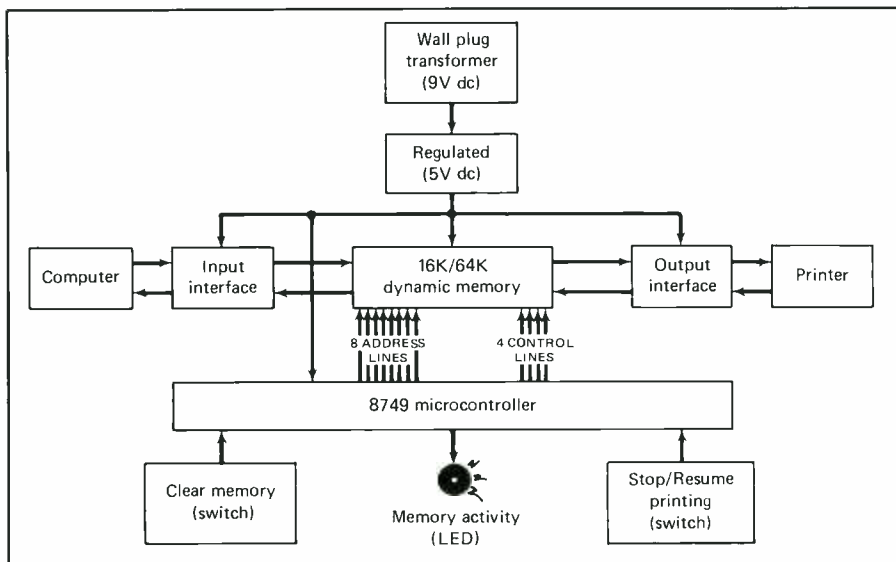 Wall plug
transformer
(9V dc)
Regulated
(5V dc)
Computer
Input
interface
16K/64K
dynamic memory
Output
interface
Printer
8 ADDRESS
LINES
4 CONTROL
LINES
8749 microcontroller
Clear memory
(switch)
Memory activity
(LED)
Stop/Resume
printing
(switch)